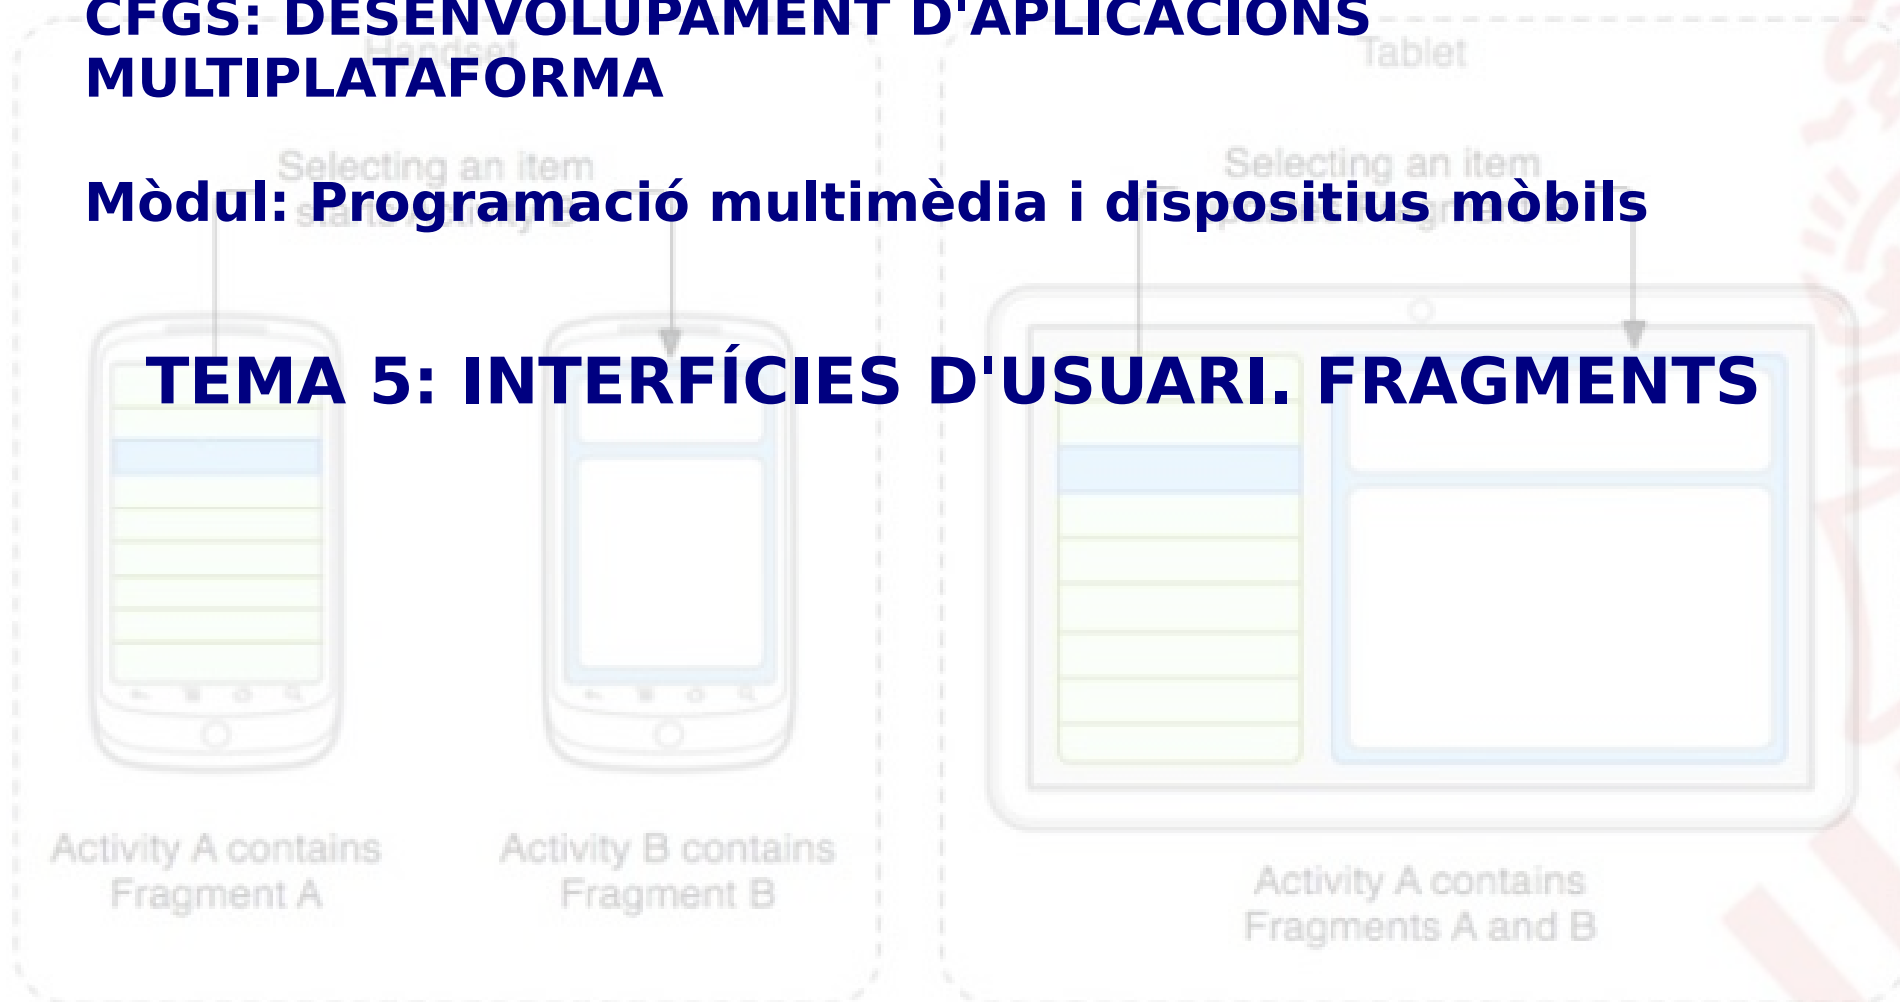 CFGS: DESENVOLUPAMENT D'APLICACIONS
MULTIPLATAFORMA
Handset
Tablet
Selecting an item
Selecting an item
Mòdul: Programació multimèdia i dispositius mòbils
TEMA 5: INTERFÍCIES D'USUARI. FRAGMENTS
Activity A contains
Fragment A
Activity B contains
Fragment B
Activity A contains
Fragments A and B